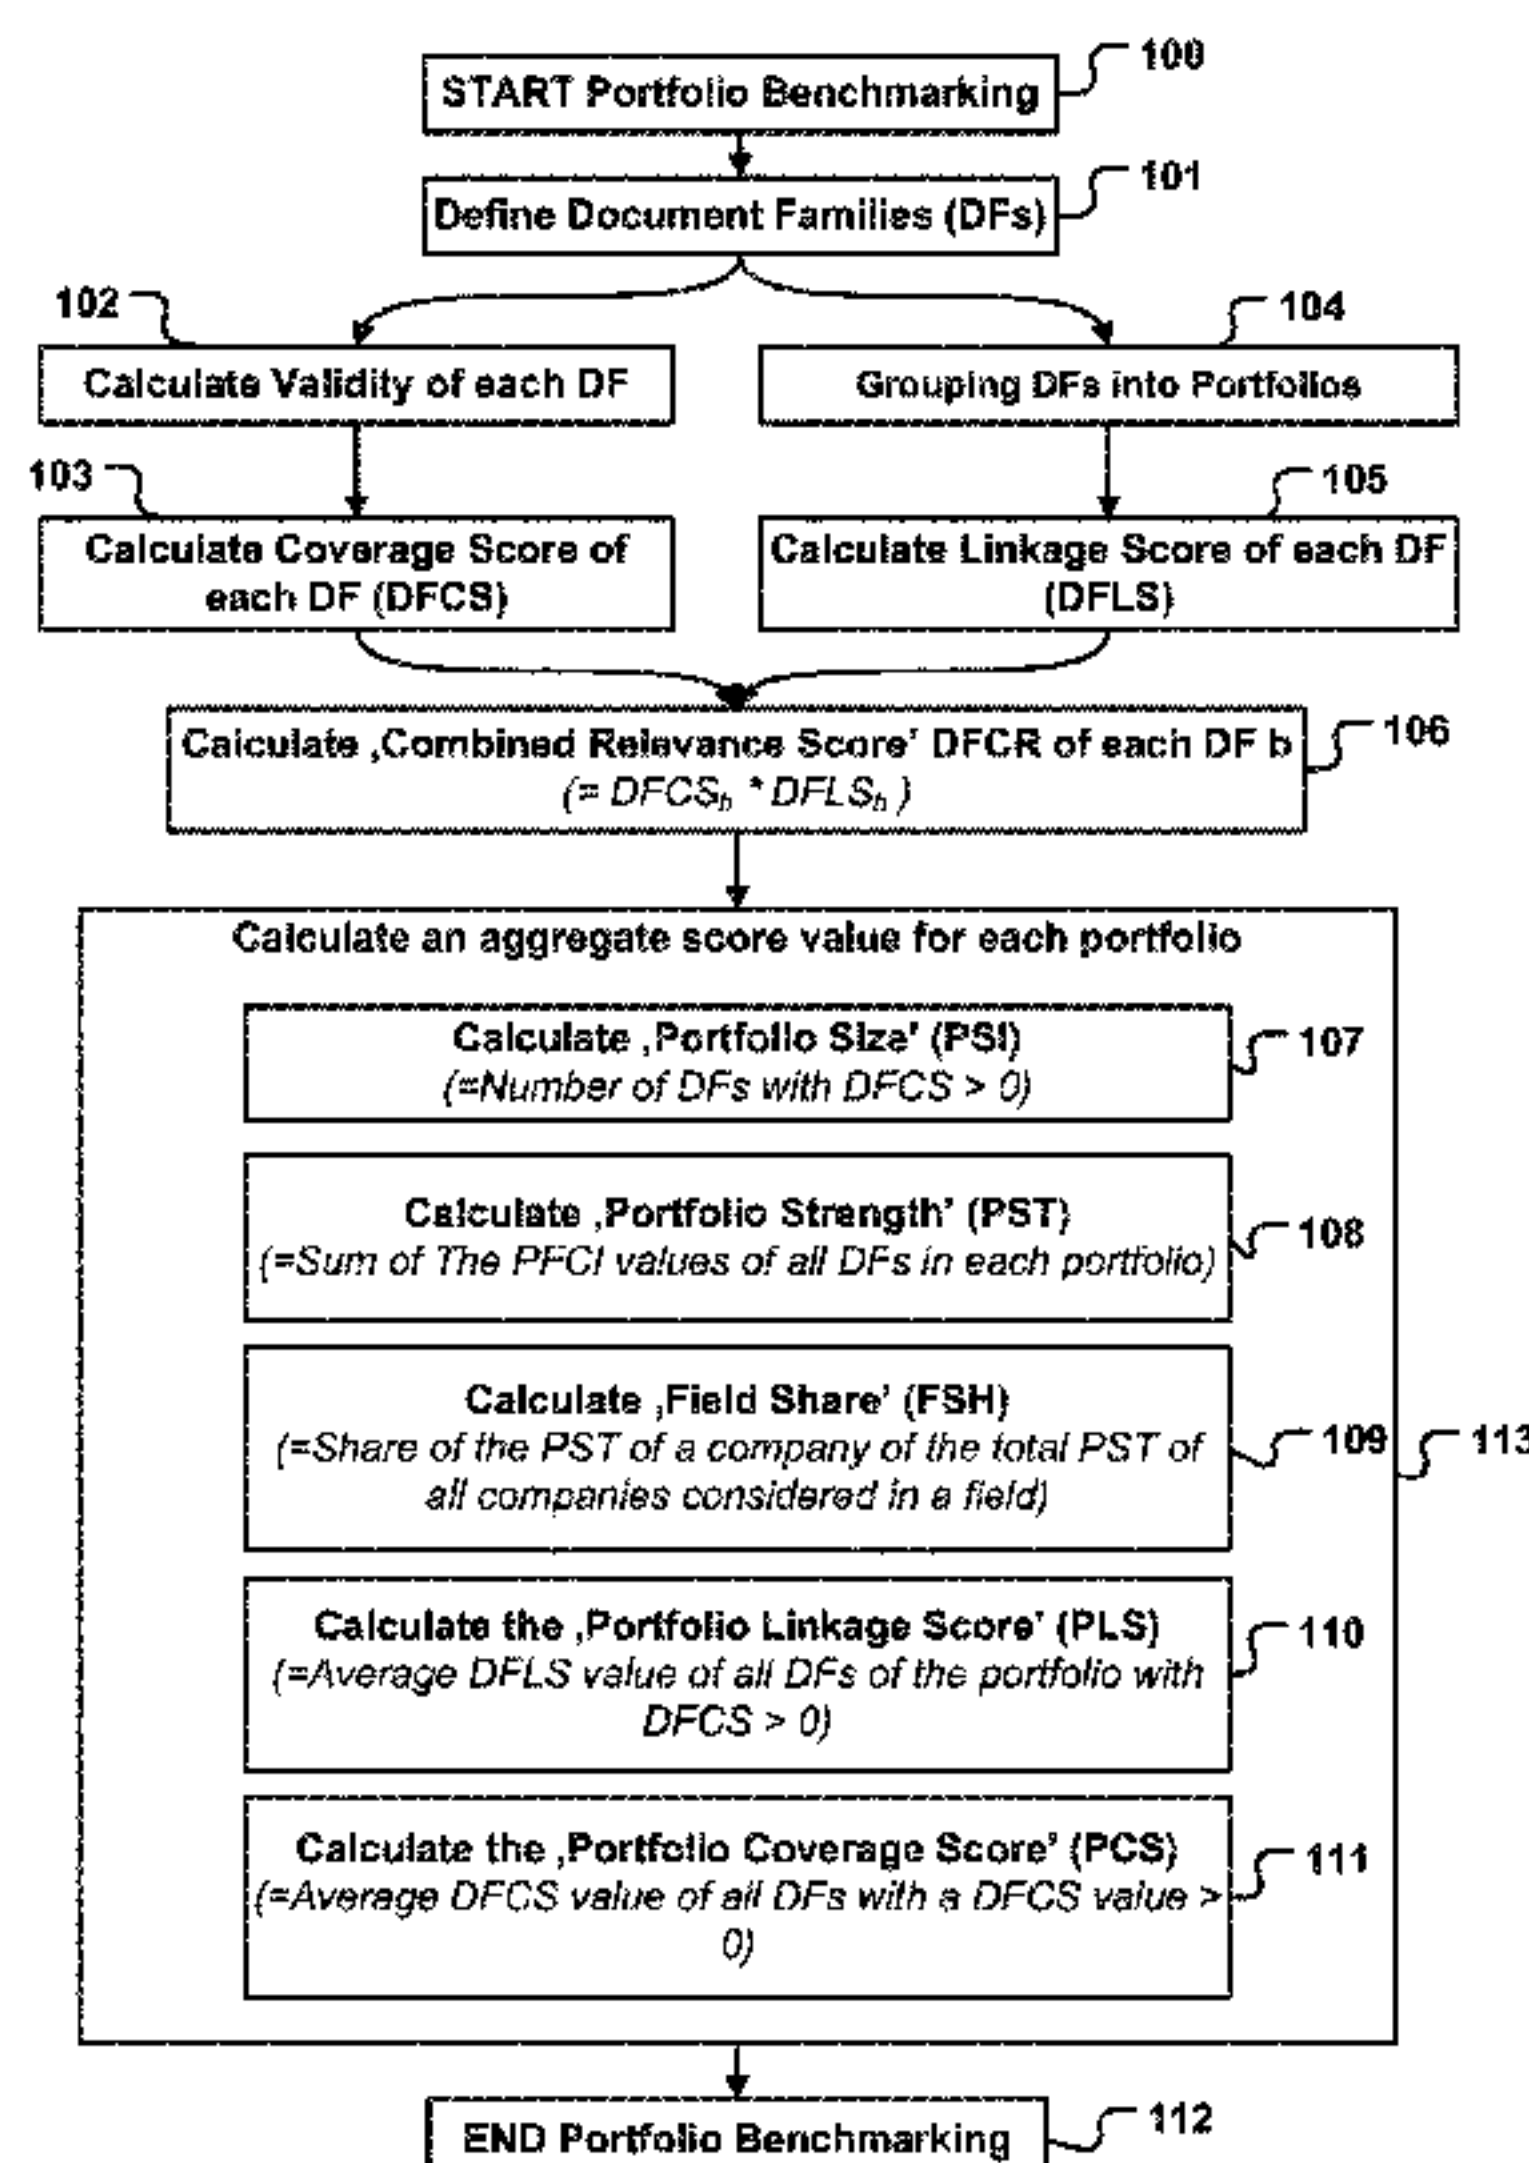 100
START Portfolio Benchmarking
101
Define Document Families (DFs)
102
104
Calculate Validity of each DF
Grouping DFs into Portfolios
103
105
Calculate Coverage Score of
each DF (DFCS)
Calculate Linkage Score of each DF
(DFLS)
106
Calculate ‚Combined Relevance Score’ DFCR of each DF b
(= DFCSb * DFLSb )
Calculate an aggregate score value for each portfolio
Calculate ‚Portfolio Size’ (PSI)
(=Number of DFs with DFCS > 0)
107
Calculate ‚Portfolio Strength’ (PST)
(=Sum of The PFCI values of all DFs in each portfolio)
108
Calculate ‚Field Share’ (FSH)
(=Share of the PST of a company of the total PST of
all companies considered in a field)
109
113
Calculate the ‚Portfolio Linkage Score’ (PLS)
(=Average DFLS value of all DFs of the portfolio with
DFCS > 0)
110
Calculate the ‚Portfolio Coverage Score’ (PCS)
(=Average DFCS value of all DFs with a DFCS value >
0)
111
112
END Portfolio Benchmarking